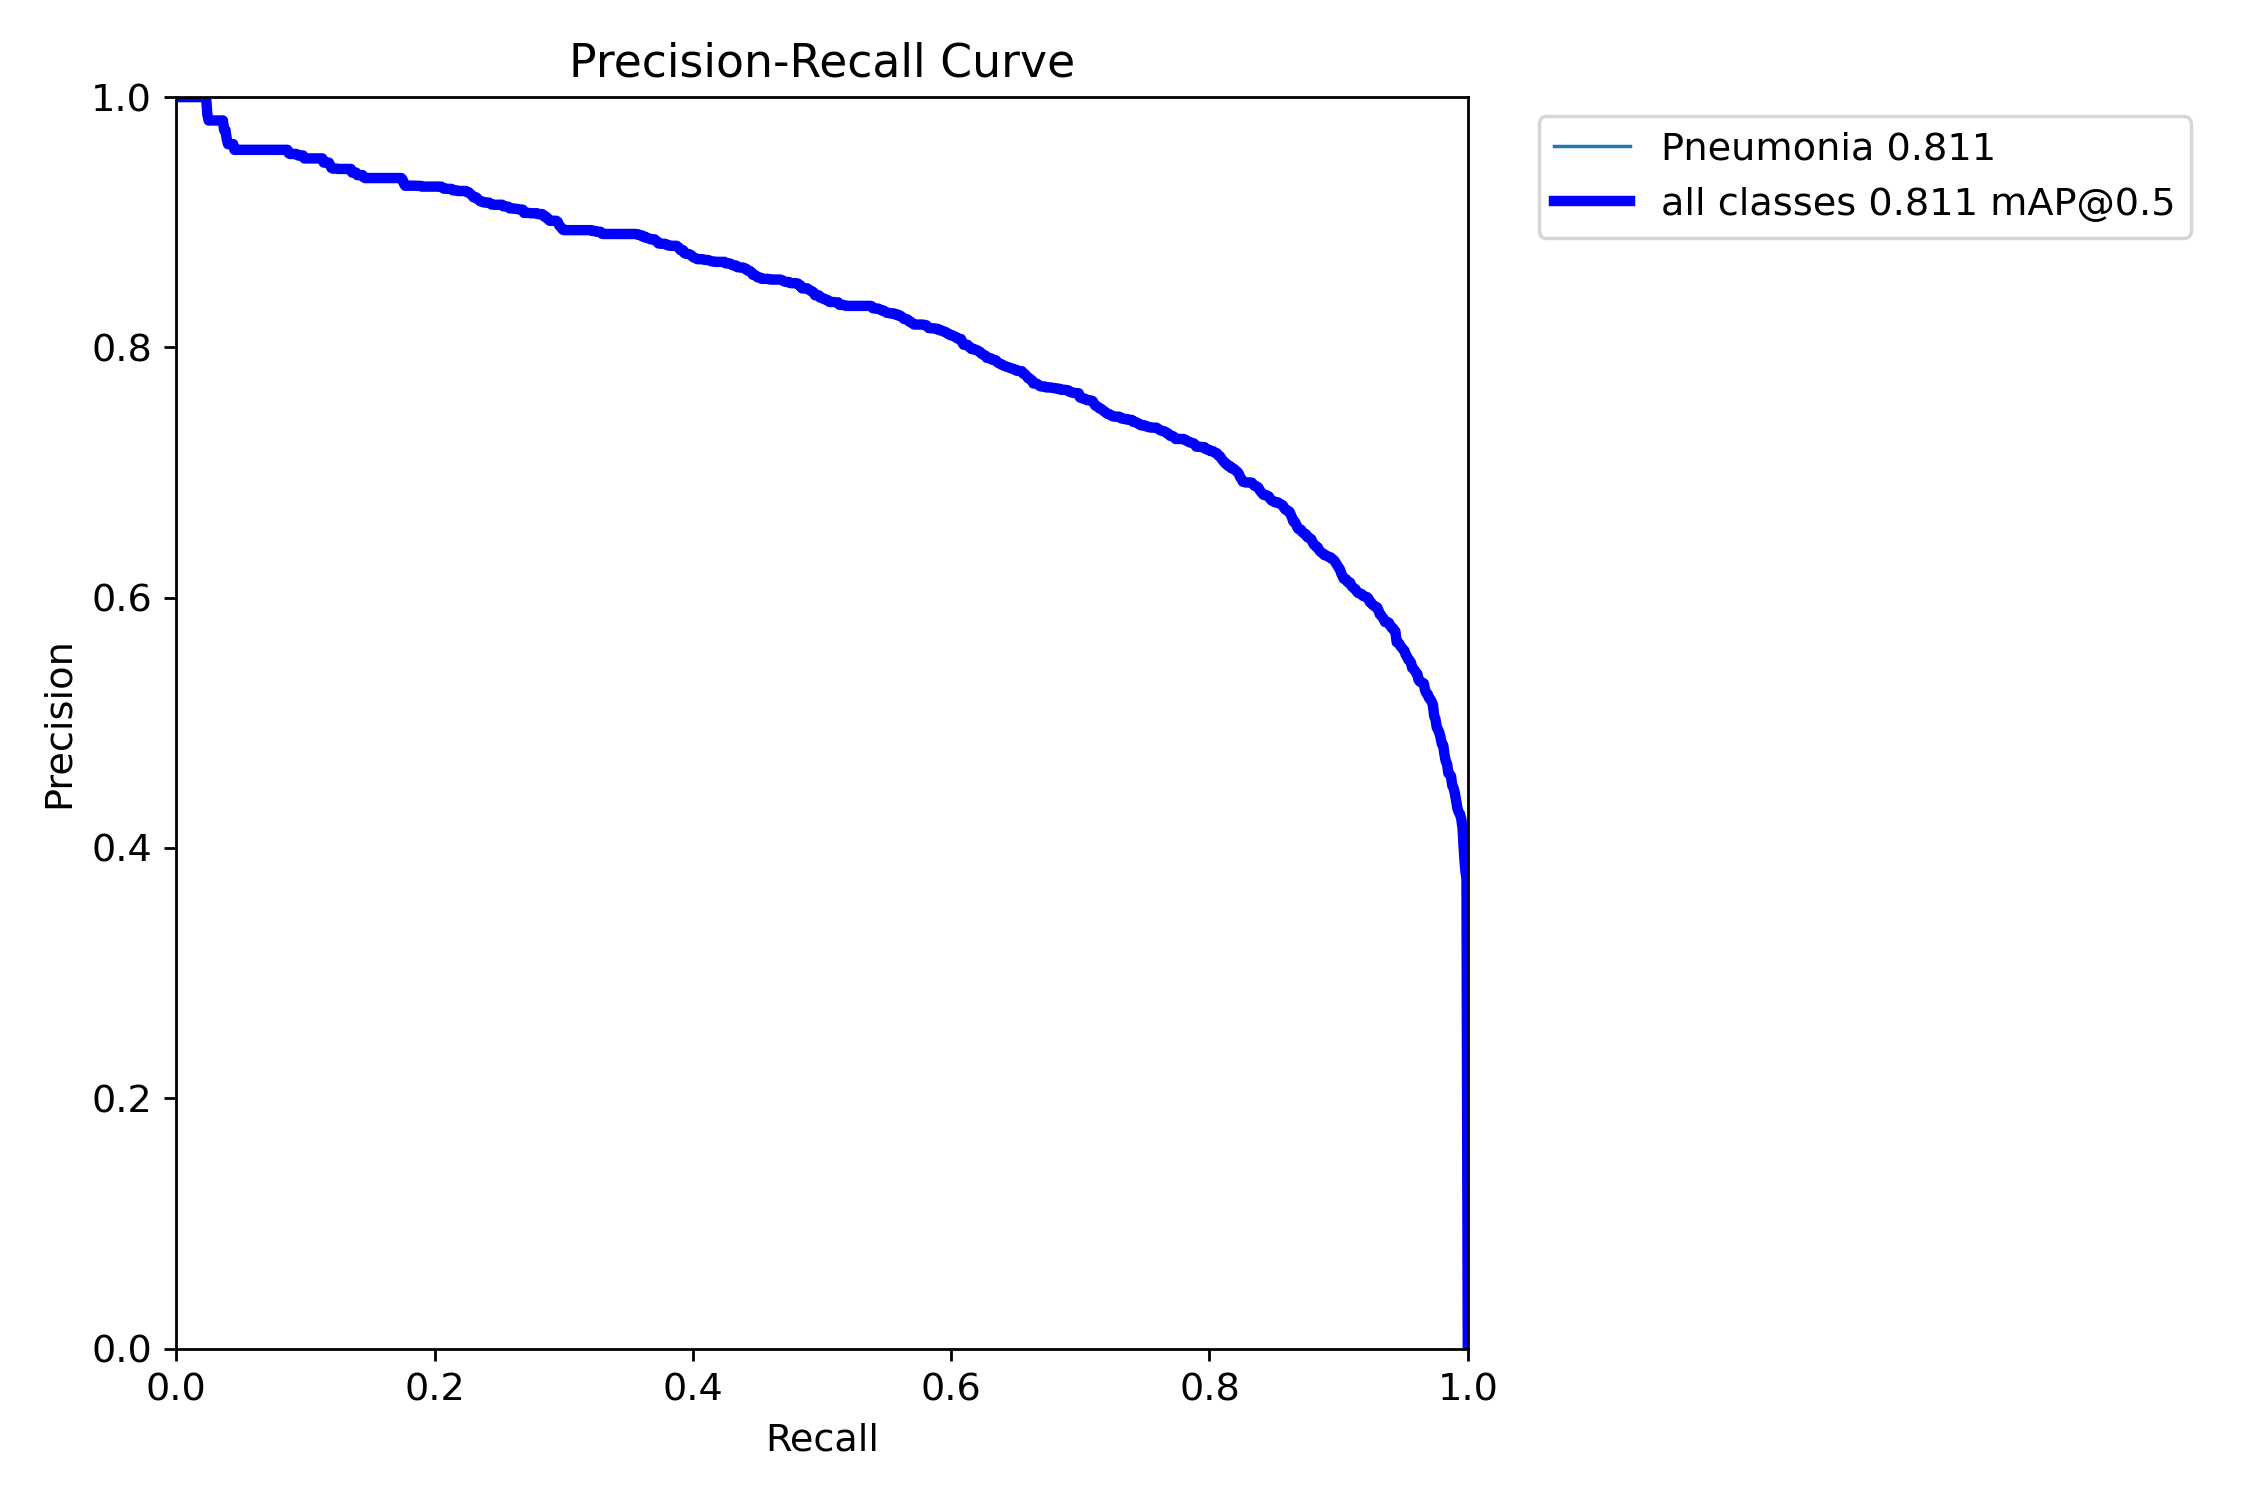 Precision-Recall Curve
1.0
0.8
0.6
0.4
0.2
0.0
Precision
0.0 0.2 0.4 0.6 0.8 1.0
Recall
Pneumonia 0.811
all classes 0.811 mAP@0.5